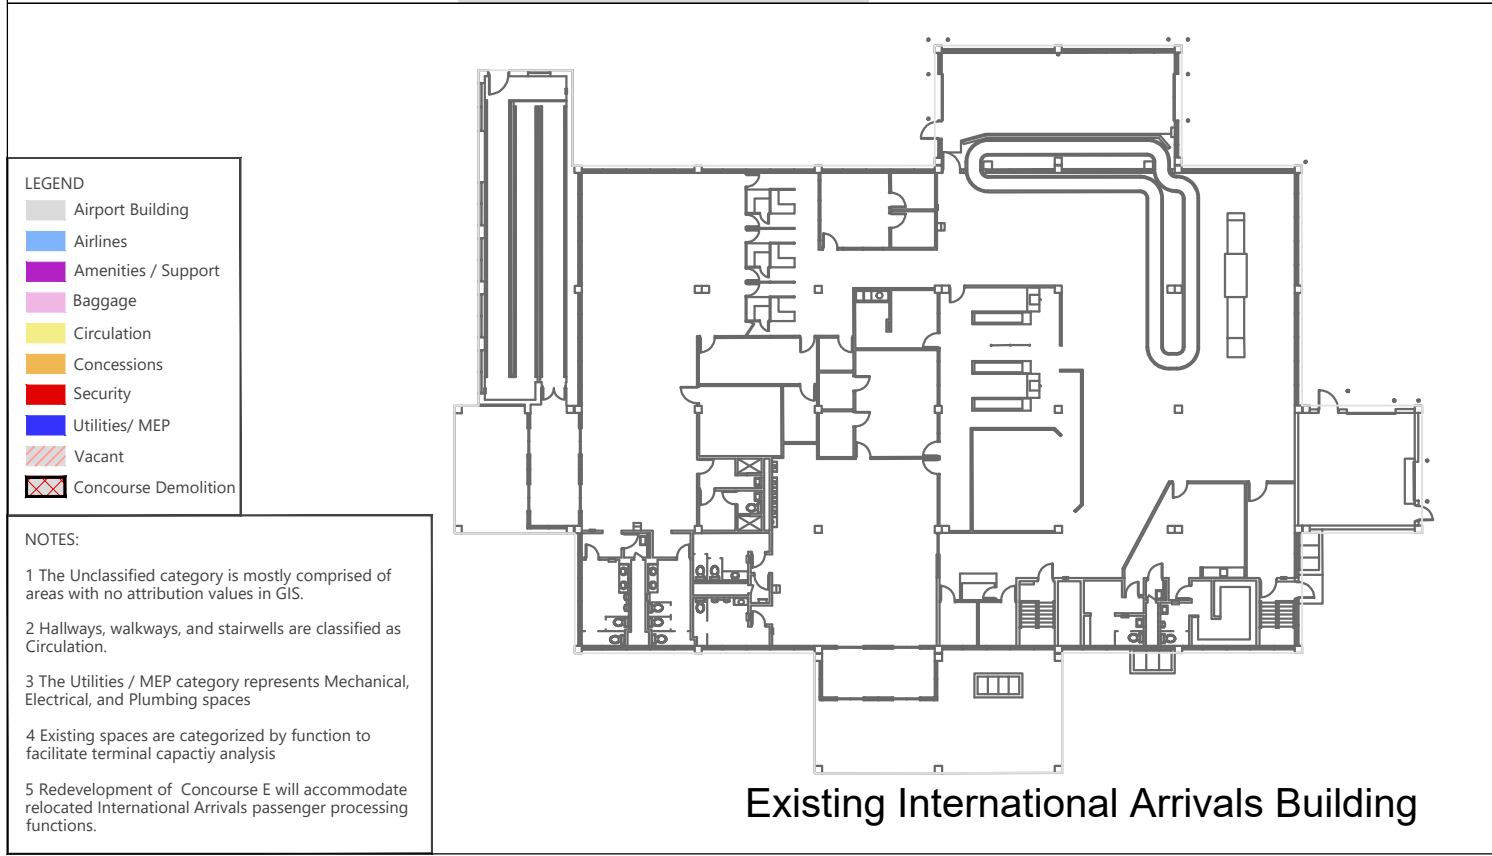 LEGEND
Airport Building
Airlines
Amenities / Support
Baggage
Circulation
Concessions
Security
Utilities/ MEP
Vacant
Concourse Demolition
NOTES:
1 The Unclassified category is mostly comprised of
areas with no attribution values in GIS.
2 Hallways, walkways, and stairwells are classified as
Circulation.
3 The Utilities / MEP category represents Mechanical,
Electrical, and Plumbing spaces
4 Existing spaces are categorized by function to
facilitate terminal capactiy analysis
5 Redevelopment of  Concourse E will accommodate
relocated International Arrivals passenger processing
functions.
Existing International Arrivals Building